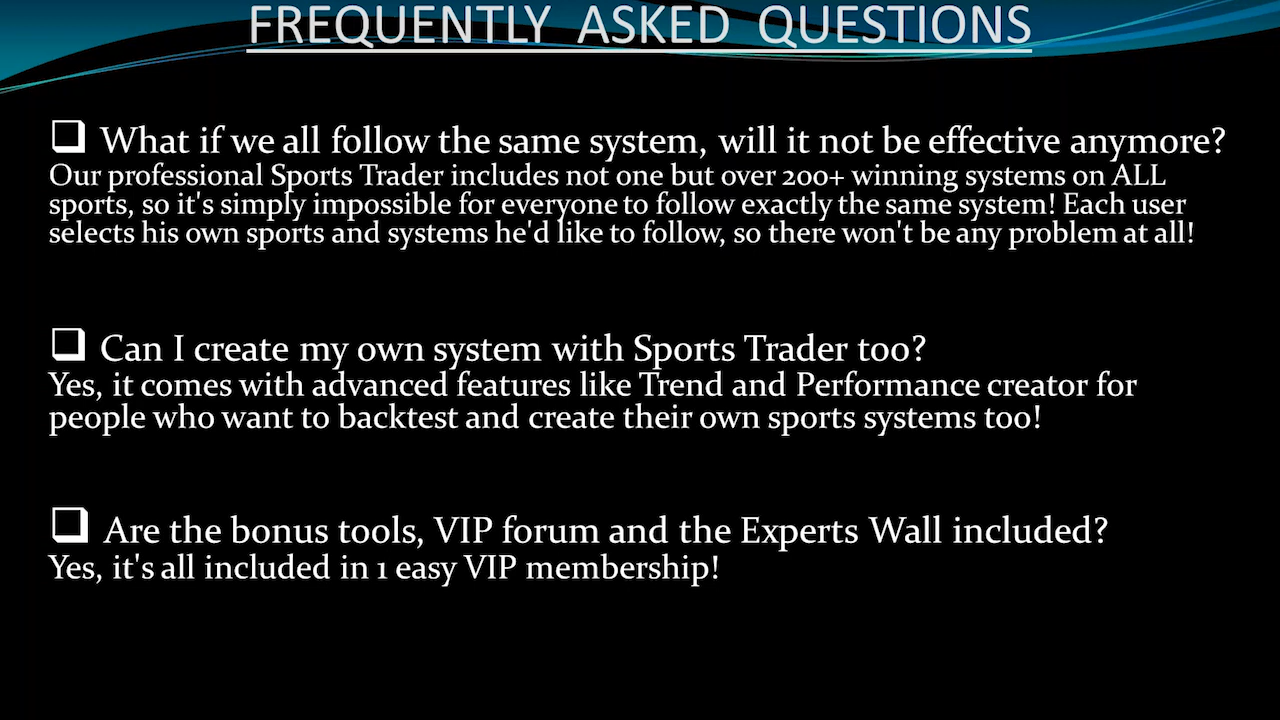 FREQUENTLY ASKED QUESTIONS
What if we all follow the same system, will it not be effective anymore?
Our professional Sports Trader includes not one but over 200+ winning systems on ALL
sports, so it's simply impossible for everyone to follow exactly the same system! Each user
selects his own sports and systems he'd like to follow, so there won't be any problem at all!
Can I create my own system with Sports Trader too?
Yes, it comes with advanced features like Trend and Performance creator for
people who want to backtest and create their own sports systems too!
Are the bonus tools, VIP forum and the Experts Wall included?
Yes, it's all included in 1 easy VIP membership!